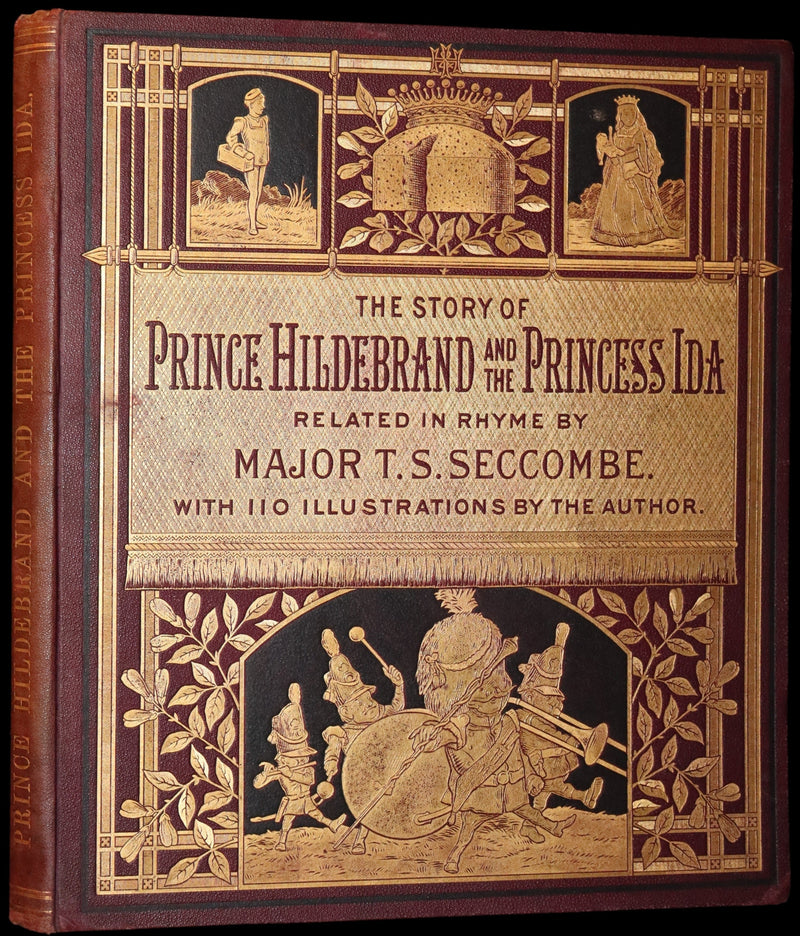 PRINCE HILDEBRAND AND THE PRINCESS IDA.
THE STORY OF
PRINCE HILDEBRAND AND THE PRINCESS IDA
RELATED IN RHYME BY
MAJOR T. S. SECCOMBE.
WITH 110 ILLUSTRATIONS BY THE AUTHOR.